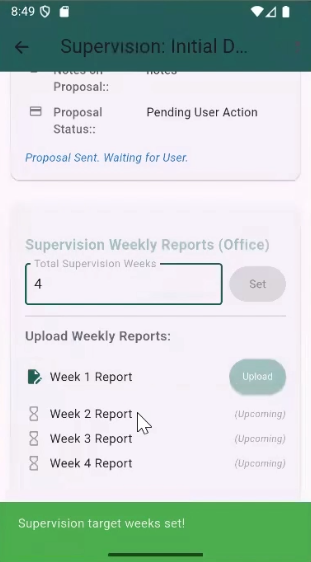 8:49
Supervision: Initial D...
Notes on notes
Proposal::
Proposal Pending User Action
Status::
Proposal Sent. Waiting for User.
Supervision Weekly Reports (Office)
Total Supervision Weeks
4 Set
Upload Weekly Reports:
Week 1 Report Upload
Week 2 Report (Upcoming)
Week 3 Report (Upcoming)
Week 4 Report (Upcoming)
Supervision target weeks set!